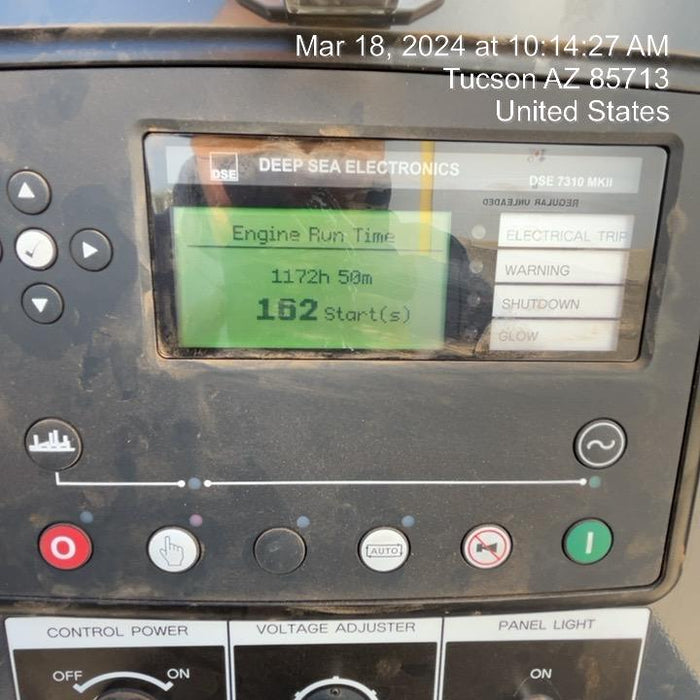 Mar 18, 2024 at 10:14:27 AM
Tucson AZ 85713
United States
DSE
DEEP SEA ELECTRONICS
DSE 7310 MKII
REGULAR UNLEADED
Engine Run Time
1172h 50m
162 Start(s)
ELECTRICAL TRIP
WARNING
SHUTDOWN
GLOW
O
AUTO
I
CONTROL POWER
VOLTAGE ADJUSTER
PANEL LIGHT
OFF
ON
ON